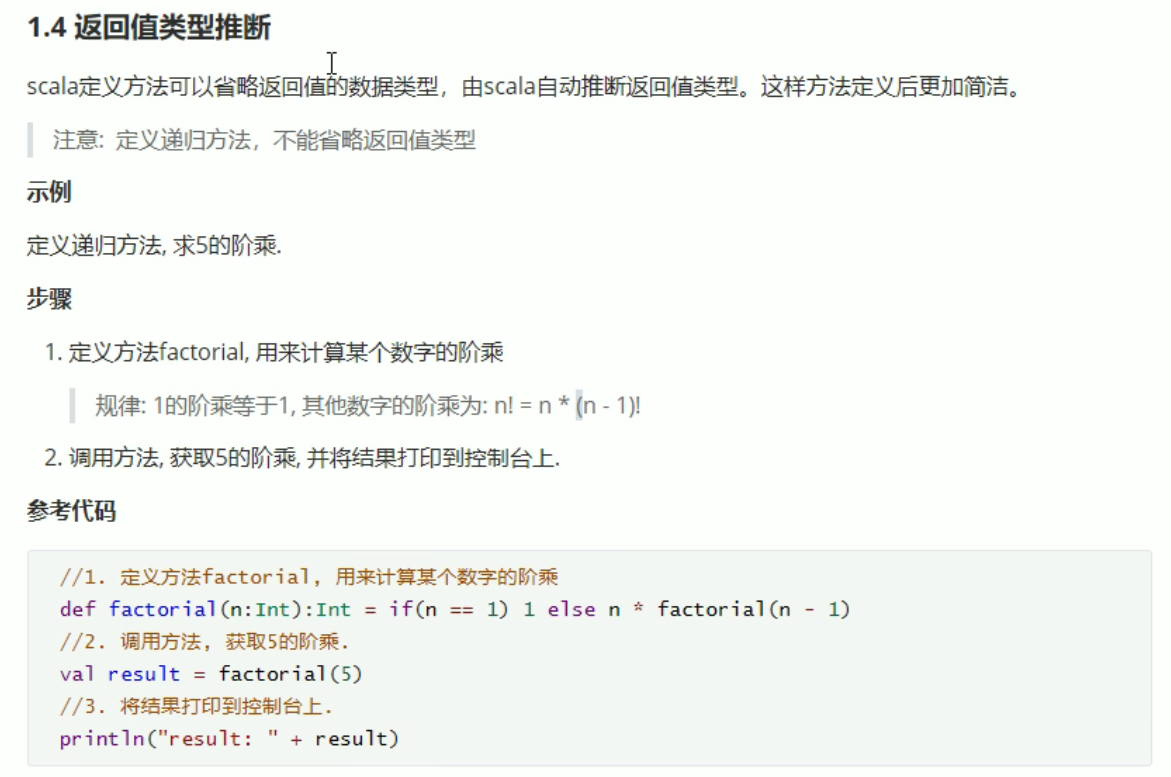 1.4 返回值类型推断
scala定义方法可以省略返回值的数据类型，由scala自动推断返回值类型。这样方法定义后更加简洁。
注意: 定义递归方法，不能省略返回值类型
示例
定义递归方法, 求5的阶乘.
步骤
1. 定义方法factorial, 用来计算某个数字的阶乘
规律: 1的阶乘等于1, 其他数字的阶乘为: n! = n * (n - 1)!
2. 调用方法, 获取5的阶乘, 并将结果打印到控制台上.
参考代码
//1. 定义方法factorial, 用来计算某个数字的阶乘
def factorial(n:Int):Int = if(n == 1) 1 else n * factorial(n - 1)
//2. 调用方法, 获取5的阶乘.
val result = factorial(5)
//3. 将结果打印到控制台上.
println("result: " + result)